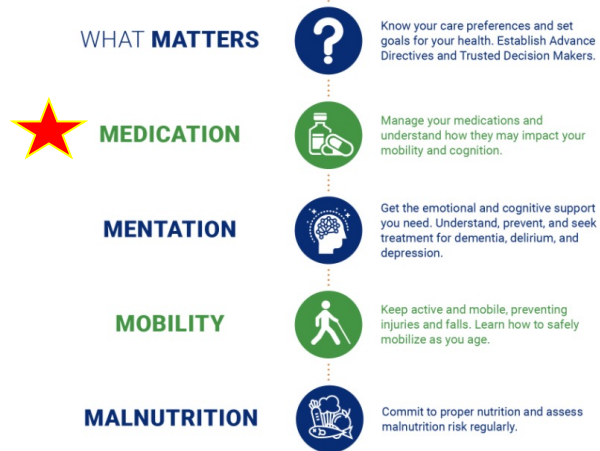 WHAT MATTERS
Know your care preferences and set
goals for your health. Establish Advance
Directives and Trusted Decision Makers.
MEDICATION
Manage your medications and
understand how they may impact your
mobility and cognition.
MENTATION
Get the emotional and cognitive support
you need. Understand, prevent, and seek
treatment for dementia, delirium, and
depression.
MOBILITY
Keep active and mobile, preventing
injuries and falls. Learn how to safely
mobilize as you age.
MALNUTRITION
Commit to proper nutrition and assess
malnutrition risk regularly.